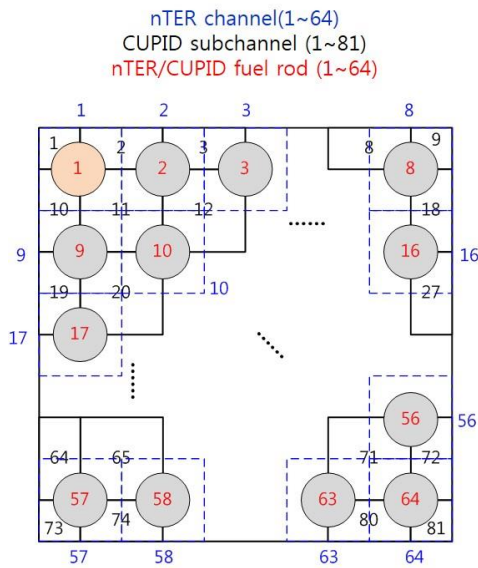 nTER channel(1~64)
CUPID subchannel (1~81)
nTER/CUPID fuel rod (1~64)
1 2 3 8
1 2 3 8 9
1 2 3 8
10 11 12 18
9 9 10 16 16
19 20 10 27
17 17
56 56
64 65 71 72
57 58 63 64
73 74 80 81
57 58 63 64